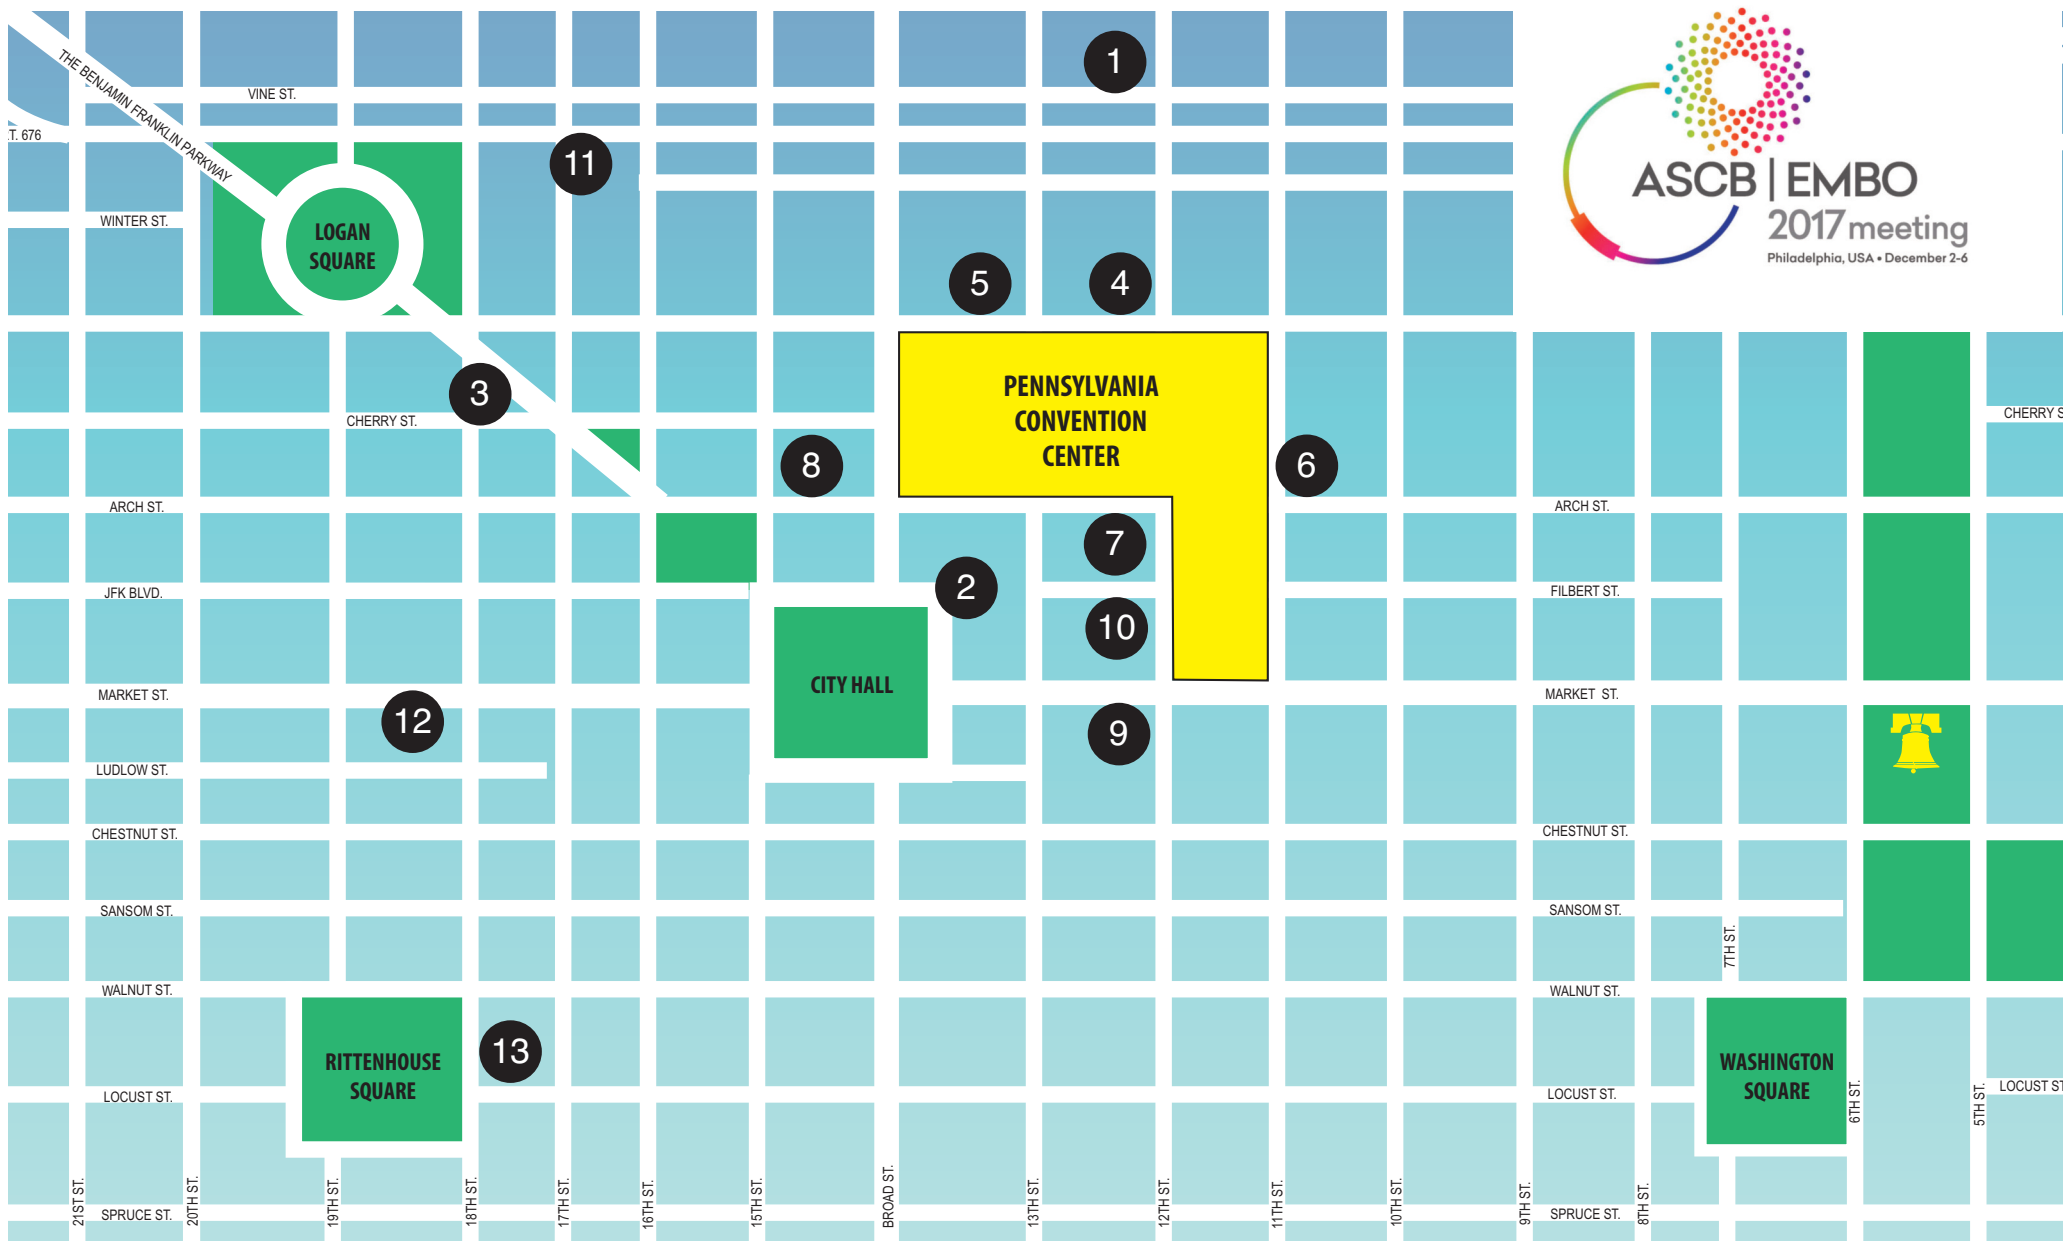 1
THE BENJAMIN FRANKLIN PARKWAY
VINE ST.
.T. 676
11
ASCB | EMBO
2017 meeting
Philadelphia, USA • December 2-6
WINTER ST.
LOGAN
SQUARE
5
4
3
PENNSYLVANIA
CONVENTION
CENTER
CHERRY ST.
CHERRY S
8
6
ARCH ST.
ARCH ST.
7
2
JFK BLVD.
FILBERT ST.
10
CITY HALL
MARKET ST.
MARKET ST.
12
9
LUDLOW ST.
CHESTNUT ST.
CHESTNUT ST.
SANSOM ST.
SANSOM ST.
7TH ST.
WALNUT ST.
WALNUT ST.
RITTENHOUSE
SQUARE
13
WASHINGTON
SQUARE
LOCUST ST.
LOCUST ST.
LOCUST ST
6TH ST.
5TH ST.
21ST ST.
20TH ST.
19TH ST.
18TH ST.
17TH ST.
16TH ST.
15TH ST.
BROAD ST.
13TH ST.
12TH ST.
11TH ST.
10TH ST.
9TH ST.
8TH ST.
SPRUCE ST.
SPRUCE ST.